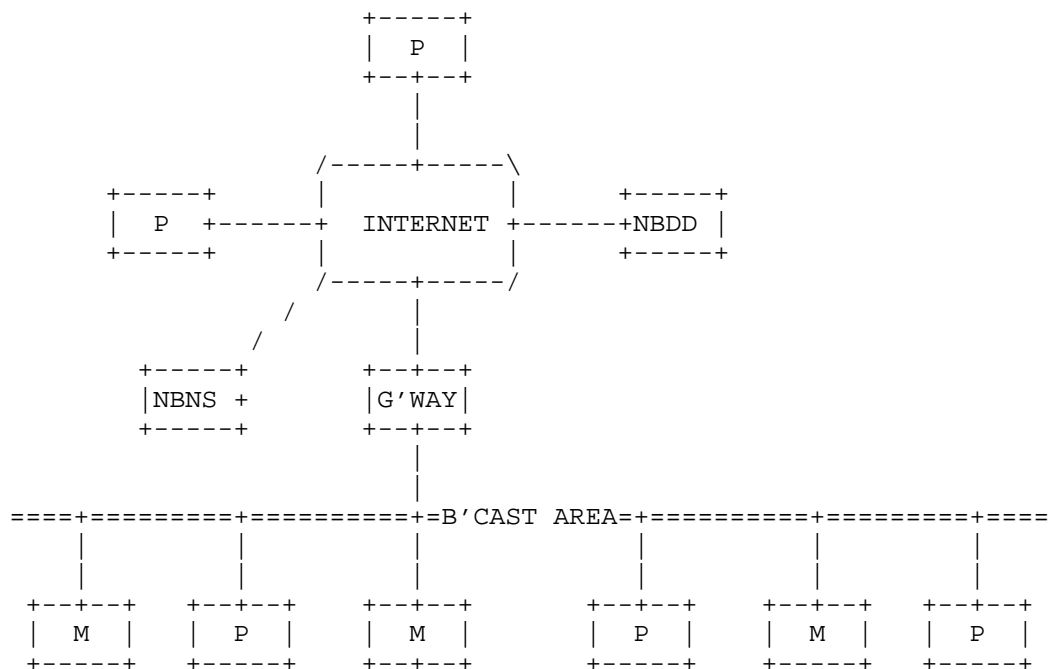 P
P INTERNET NBDD
NBNS G'WAY
B'CAST AREA
M P M P M P